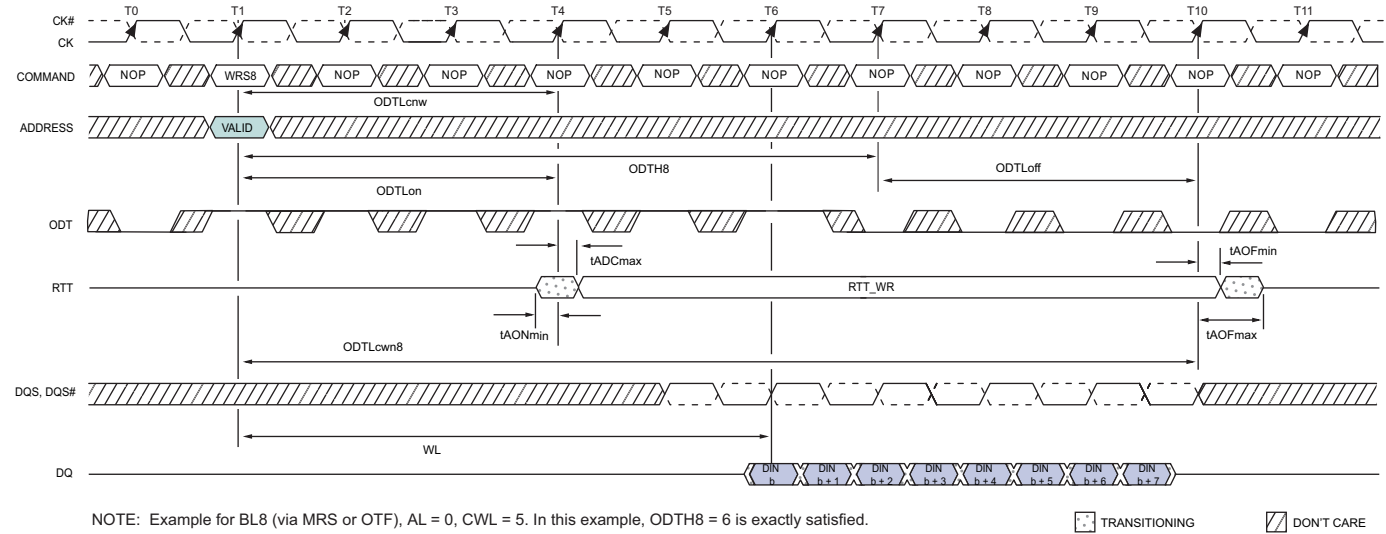 T0 T1 T2 T3 T4 T5 T6 T7 T8 T9 T10 T11
CK#
CK
COMMAND NOP WRS8 NOP NOP NOP NOP NOP NOP NOP NOP NOP NOP
ODTLcnw
ADDRESS VALID
ODTH8
ODTLoff
ODTLon
ODT
tADCmax
tAOFmin
RTT RTT_WR
tAONmin
tAOFmax
ODTLcwn8
DQS, DQS#
WL
DQ
DIN b
DIN b + 1
DIN b + 2
DIN b + 3
DIN b + 4
DIN b + 5
DIN b + 6
DIN b + 7
NOTE: Example for BL8 (via MRS or OTF), AL = 0, CWL = 5. In this example, ODTH8 = 6 is exactly satisfied.
TRANSITIONING
DON'T CARE